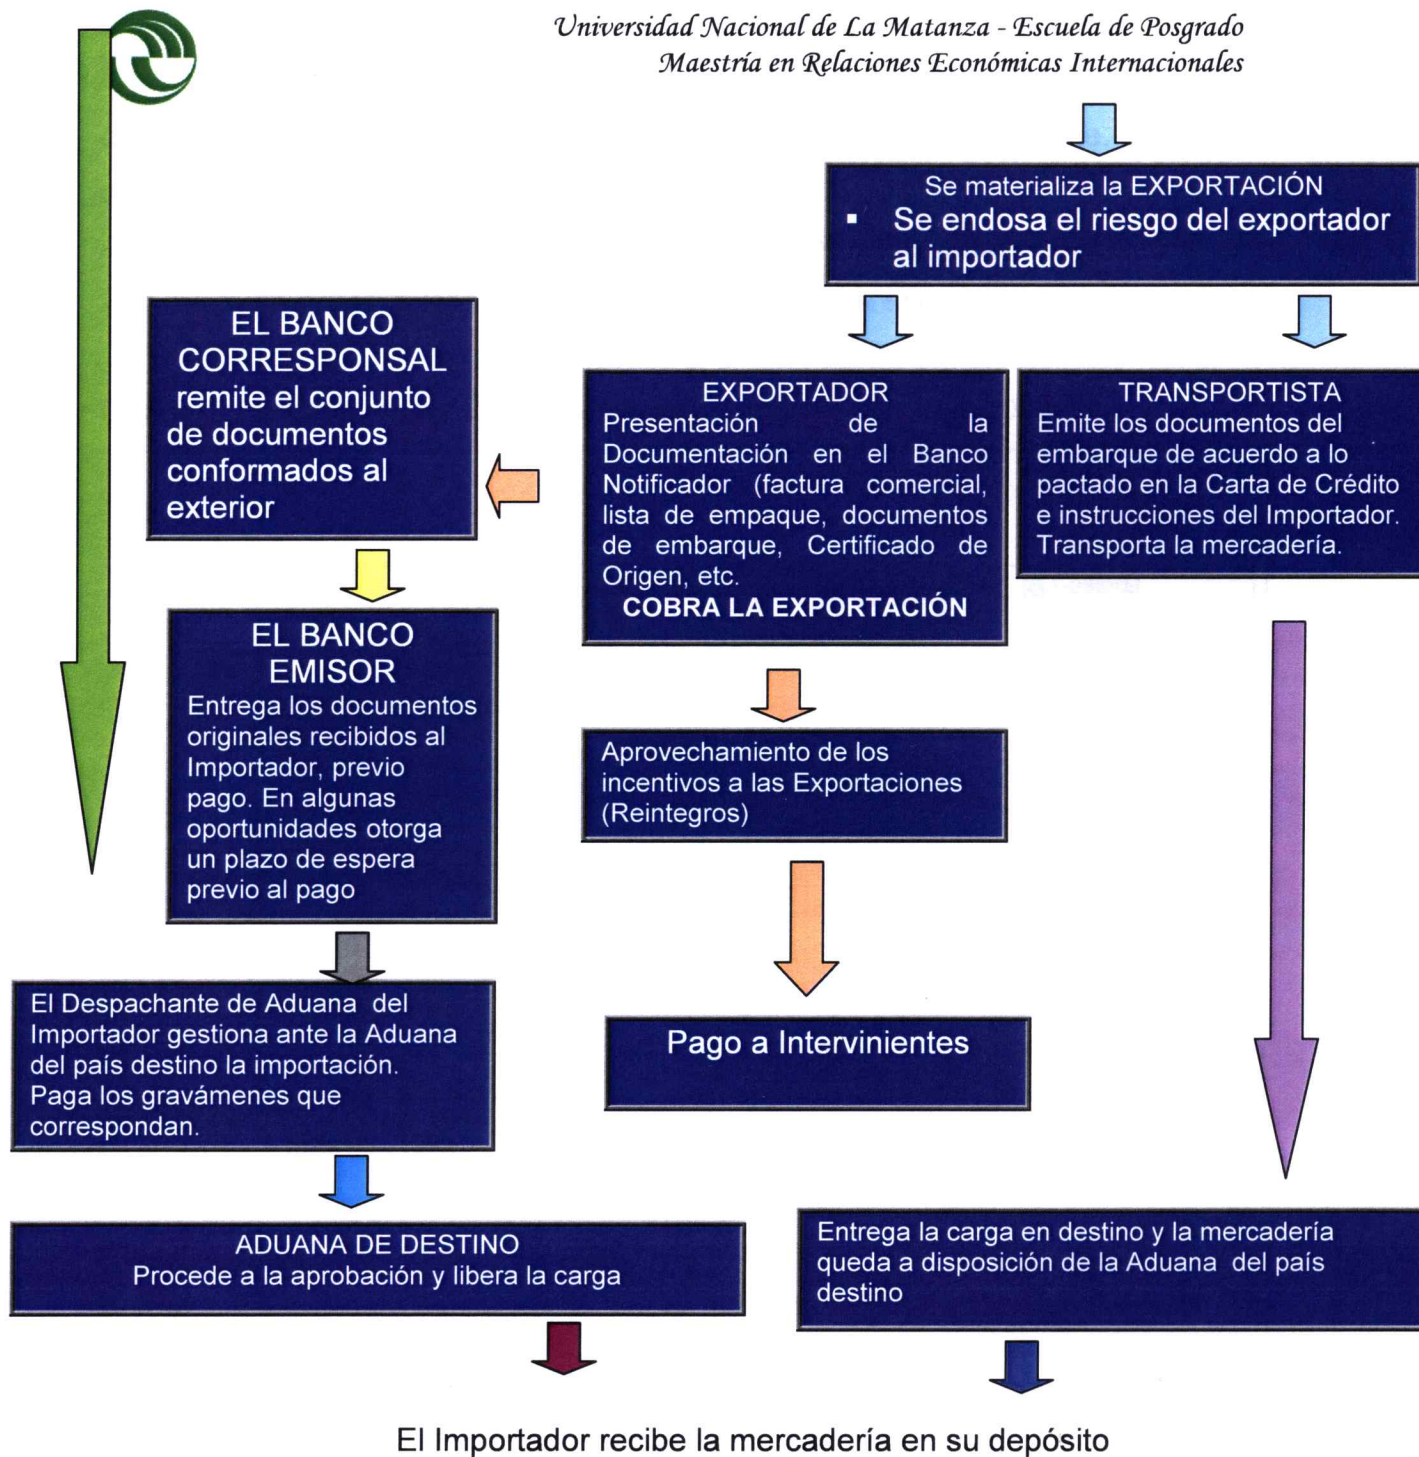 Universidad Nacional de La Matanza - Escuela de Posgrado
Maestría en Relaciones Económicas Internacionales
Se materializa la EXPORTACIÓN
▪ Se endosa el riesgo del exportador
al importador
EL BANCO
CORRESPONSAL
remite el conjunto
de documentos
conformados al
exterior
EXPORTADOR
Presentación de la
Documentación en el Banco
Notificador (factura comercial,
lista de empaque, documentos
de embarque, Certificado de
Origen, etc.
COBRA LA EXPORTACIÓN
TRANSPORTISTA
Emite los documentos del
embarque de acuerdo a lo
pactado en la Carta de Crédito
e instrucciones del Importador.
Transporta la mercadería.
EL BANCO
EMISOR
Entrega los documentos
originales recibidos al
Importador, previo
pago. En algunas
oportunidades otorga
un plazo de espera
previo al pago
Aprovechamiento de los
incentivos a las Exportaciones
(Reintegros)
El Despachante de Aduana  del
Importador gestiona ante la Aduana
del país destino la importación.
Paga los gravámenes que
correspondan.
Pago a Intervinientes
ADUANA DE DESTINO
Procede a la aprobación y libera la carga
Entrega la carga en destino y la mercadería
queda a disposición de la Aduana  del país
destino
El Importador recibe la mercadería en su depósito